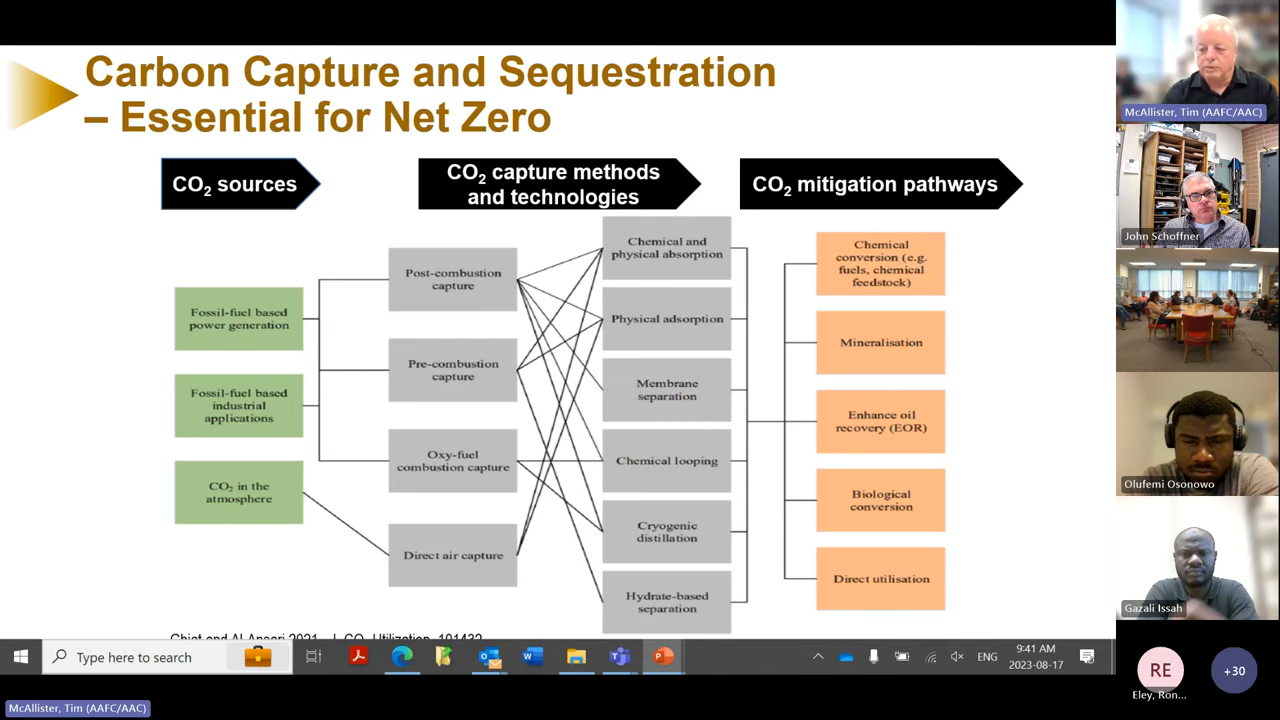 Carbon Capture and Sequestration
– Essential for Net Zero
CO2 sources
CO2 capture methods
and technologies
CO2 mitigation pathways
Fossil-fuel based
power generation
Fossil-fuel based
industrial
applications
CO2 in the
atmosphere
Post-combustion
capture
Pre-combustion
capture
Oxy-fuel
combustion capture
Direct air capture
Chemical and
physical absorption
Physical adsorption
Membrane
separation
Chemical looping
Cryogenic
distillation
Hydrate-based
separation
Chemical
conversion (e.g.
fuels, chemical
feedstock)
Mineralisation
Enhance oil
recovery (EOR)
Biological
conversion
Direct utilisation
2021 J. CO2 Utilization 101432
Type here to search
ENG
9:41 AM
2023-08-17
McAllister, Tim (AAFC/AAC)
McAllister, Tim (AAFC/AAC)
John Schoffner
Olufemi Osonowo
Gazali Issah
RE
Eley, Ron...
+30